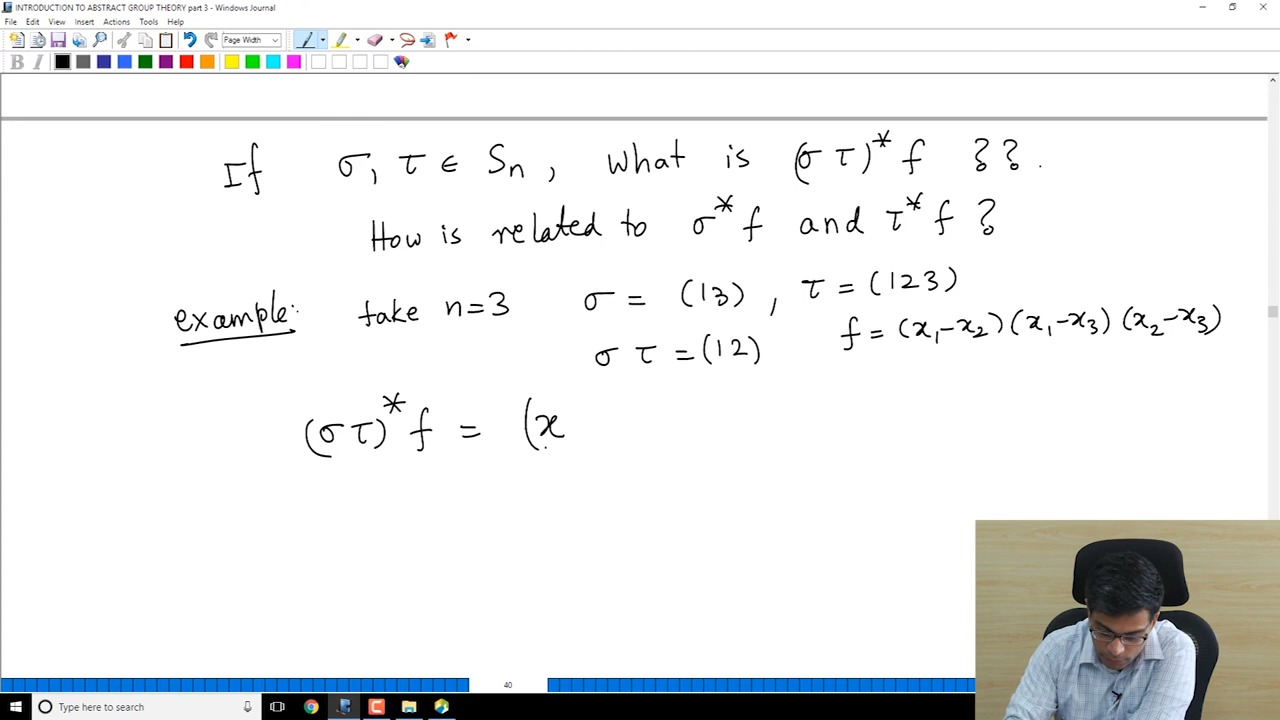 INTRODUCTION TO ABSTRACT GROUP THEORY part 3 - Windows Journal
File Edit View Insert Actions Tools Help
Page Width
B I
If σ, τ ∈ Sn, what is (σ τ)* f ??.
How is related to σ* f and τ* f ?
example: take n=3 σ = (13), τ = (123)
σ τ = (12) f = (x₁-x₂)(x₁-x₃)(x₂-x₃)
(σ τ)* f = (x
40
Type here to search